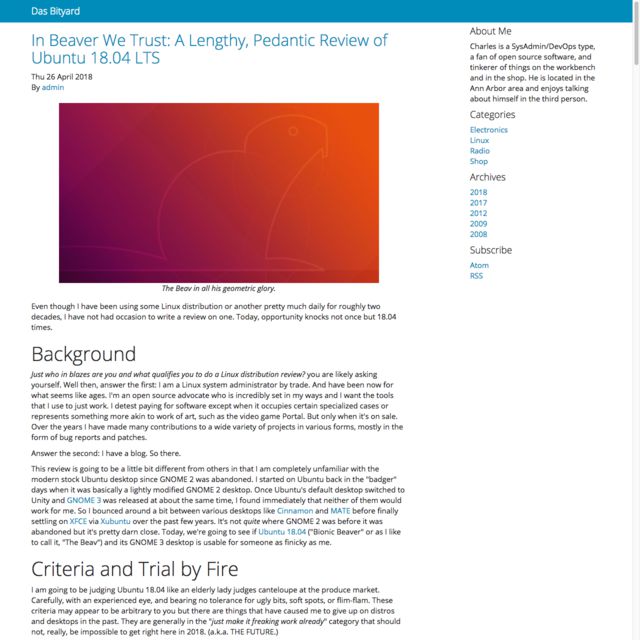 Das Bityard
In Beaver We Trust: A Lengthy, Pedantic Review of
Ubuntu 18.04 LTS
Thu 26 April 2018
By admin
The Beav in all his geometric glory.
Even though I have been using some Linux distribution or another pretty much daily for roughly two
decades, I have not had occasion to write a review on one. Today, opportunity knocks not once but 18.04
times.
Background
Just who in blazes are you and what qualifies you to do a Linux distribution review? you are likely asking
yourself. Well then, answer the first: I am a Linux system administrator by trade. And have been now for
what seems like ages. I'm an open source advocate who is incredibly set in my ways and I want the tools
that I use to just work. I detest paying for software except when it occupies certain specialized cases or
represents something more akin to work of art, such as the video game Portal. But only when it's on sale.
Over the years I have made many contributions to a wide variety of projects in various forms, mostly in the
form of bug reports and patches.
Answer the second: I have a blog. So there.
This review is going to be a little bit different from others in that I am completely unfamiliar with the
modern stock Ubuntu desktop since GNOME 2 was abandoned. I started on Ubuntu back in the "badger"
days when it was basically a lightly modified GNOME 2 desktop. Once Ubuntu's default desktop switched to
Unity and GNOME 3 was released at about the same time, I found immediately that neither of them would
work for me. So I bounced around a bit between various desktops like Cinnamon and MATE before finally
settling on XFCE via Xubuntu over the past few years. It's not quite where GNOME 2 was before it was
abandoned but it's pretty darn close. Today, we're going to see if Ubuntu 18.04 ("Bionic Beaver" or as I like
to call it, "The Beav") and its GNOME 3 desktop is usable for someone as finicky as me.
Criteria and Trial by Fire
I am going to be judging Ubuntu 18.04 like an elderly lady judges canteloupe at the produce market.
Carefully, with an experienced eye, and bearing no tolerance for ugly bits, soft spots, or flim-flam. These
criteria may appear to be arbitrary to you but there are things that have caused me to give up on distros
and desktops in the past. They are generally in the "just make it freaking work already" category that should
not, really, be impossible to get right here in 2018. (a.k.a. THE FUTURE.)
About Me
Charles is a SysAdmin/DevOps type,
a fan of open source software, and
tinkerer of things on the workbench
and in the shop. He is located in the
Ann Arbor area and enjoys talking
about himself in the third person.
Categories
Electronics
Linux
Radio
Shop
Archives
2018
2017
2012
2009
2008
Subscribe
Atom
RSS